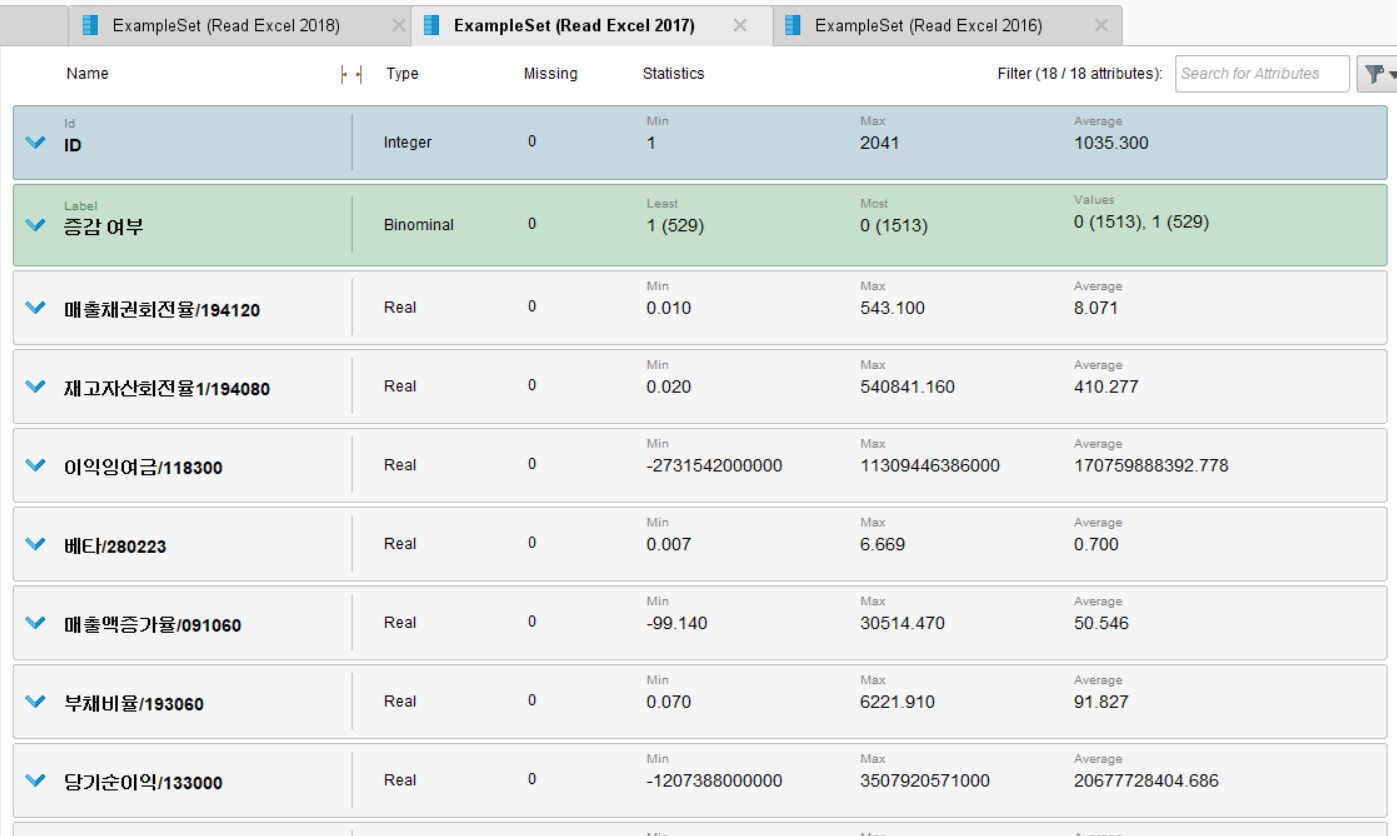 ExampleSet (Read Excel 2018) ExampleSet (Read Excel 2017) ExampleSet (Read Excel 2016)
Name Type Missing Statistics Filter (18 / 18 attributes): Search for Attributes
Id Min Max Average
ID Integer 0 1 2041 1035.300
Label Least Most Values
증감 여부 Binominal 0 1 (529) 0 (1513) 0 (1513), 1 (529)
Min Max Average
매출채권회전율/194120 Real 0 0.010 543.100 8.071
Min Max Average
재고자산회전율1/194080 Real 0 0.020 540841.160 410.277
Min Max Average
이익잉여금/118300 Real 0 -2731542000000 11309446386000 170759888392.778
Min Max Average
베타/280223 Real 0 0.007 6.669 0.700
Min Max Average
매출액증가율/091060 Real 0 -99.140 30514.470 50.546
Min Max Average
부채비율/193060 Real 0 0.070 6221.910 91.827
Min Max Average
당기순이익/133000 Real 0 -1207388000000 3507920571000 20677728404.686
Min Max Average